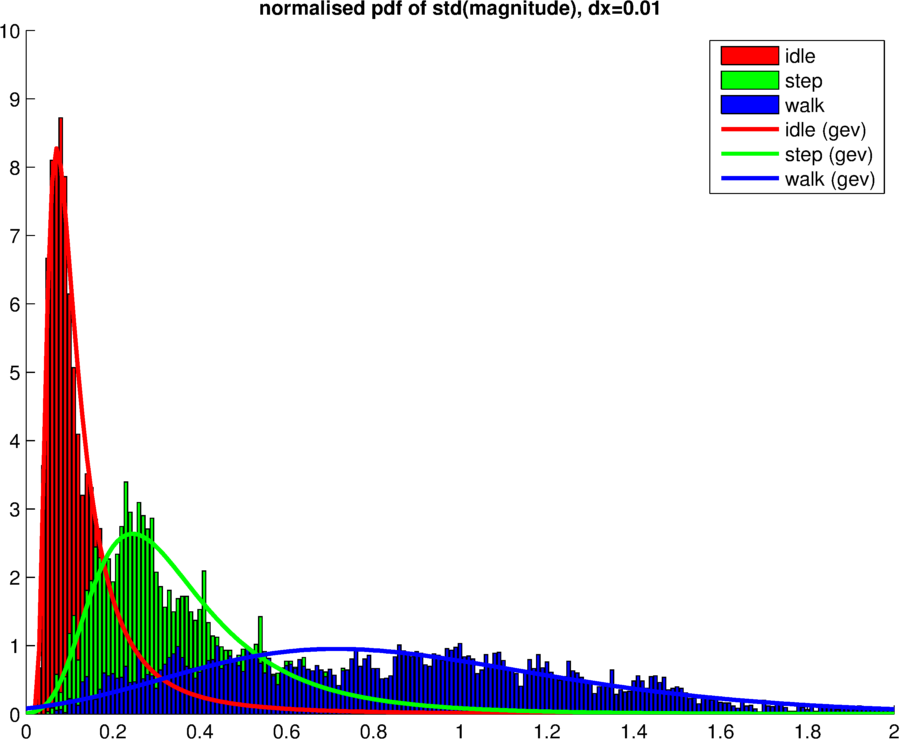 normalised pdf of std(magnitude), dx=0.01
10
9
8
7
6
5
4
3
2
1
0
idle
step
walk
idle (gev)
step (gev)
walk (gev)
0 0.2 0.4 0.6 0.8 1 1.2 1.4 1.6 1.8 2